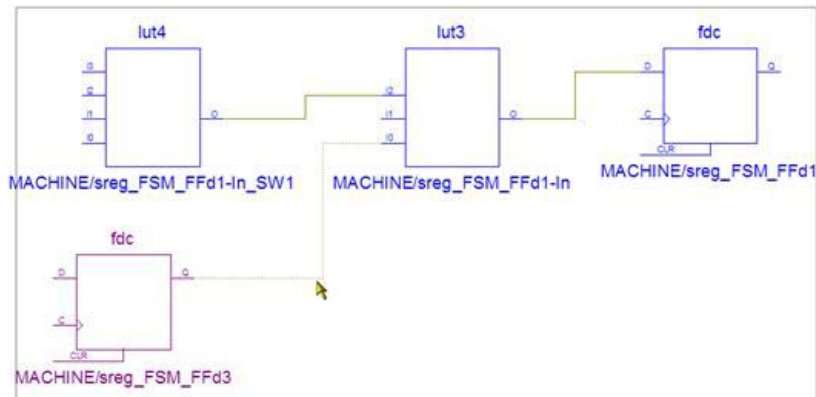 lut4
lut3
fdc
I3
I2
I1
I0
O
I2
I1
I0
O
D
Q
C
CLR
MACHINE/sreg_FSM_FFd1-In_SW1
MACHINE/sreg_FSM_FFd1-In
MACHINE/sreg_FSM_FFd1
fdc
D
Q
C
CLR
MACHINE/sreg_FSM_FFd3